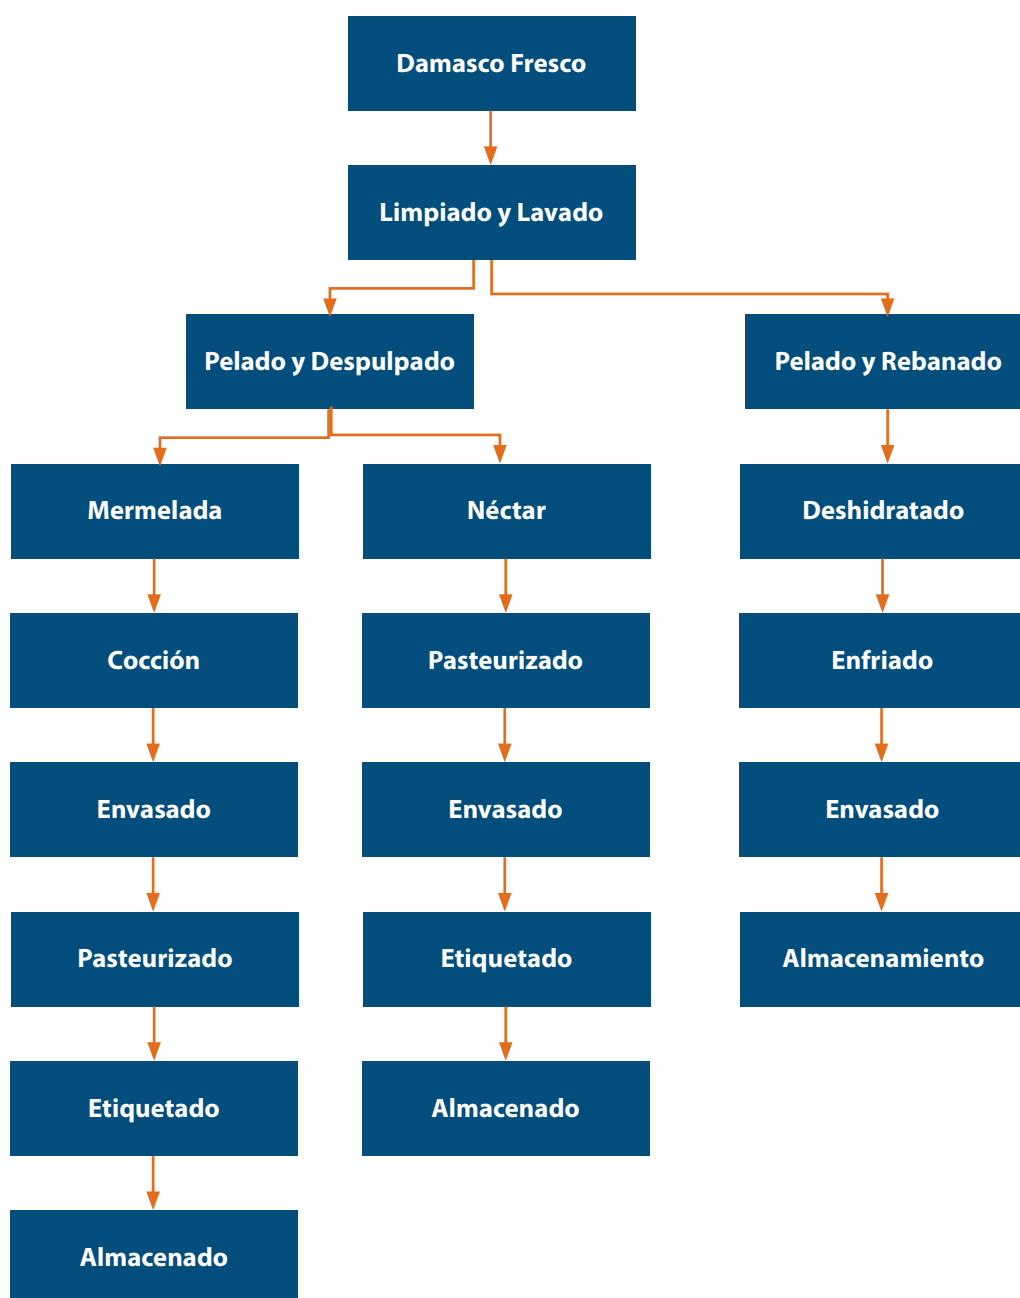 Damasco Fresco
Limpiado y Lavado
Pelado y Despulpado
Pelado y Rebanado
Mermelada
Néctar
Deshidratado
Cocción
Pasteurizado
Enfriado
Envasado
Envasado
Envasado
Pasteurizado
Etiquetado
Almacenamiento
Etiquetado
Almacenado
Almacenado